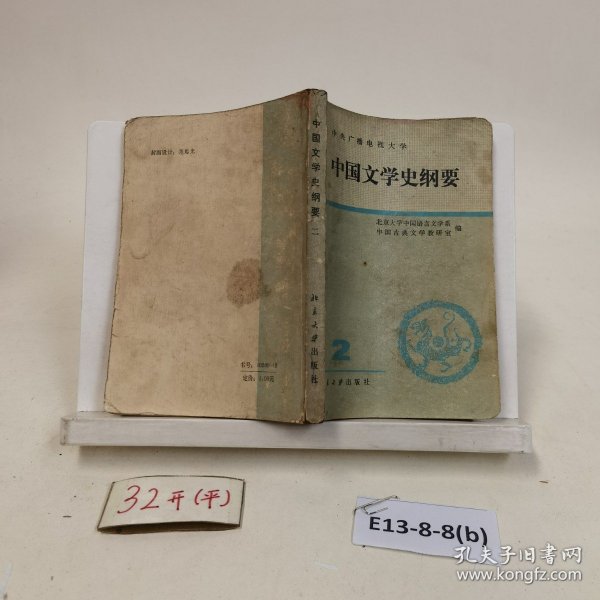 封面设计：
中国文学史纲要 二
北京大学出版社
书号：
定价：
中央广播电视大学
中国文学史纲要
北京大学中国语言文学系
中国古典文学教研室 编
2
大学出版社
32开(平)
E13-8-8(b)
孔夫子旧书网
www.kongfz.com